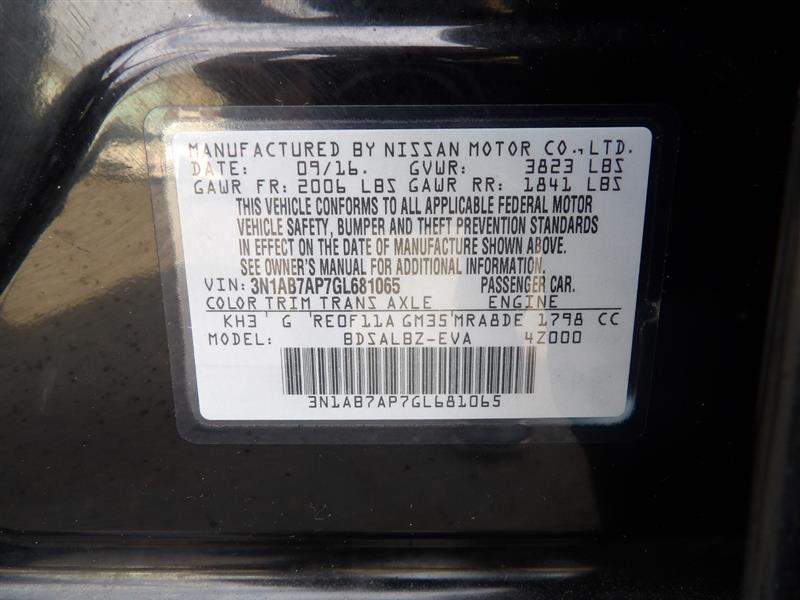 MANUFACTURED BY NISSAN MOTOR CO.,LTD.
DATE: 09/16. GVWR: 3823 LBS
GAWR FR: 2006 LBS GAWR RR: 1841 LBS
THIS VEHICLE CONFORMS TO ALL APPLICABLE FEDERAL MOTOR
VEHICLE SAFETY, BUMPER AND THEFT PREVENTION STANDARDS
IN EFFECT ON THE DATE OF MANUFACTURE SHOWN ABOVE.
SEE OWNER'S MANUAL FOR ADDITIONAL INFORMATION.
VIN: 3N1AB7AP7GL681065 PASSENGER CAR.
COLOR TRIM TRANS AXLE ENGINE
KH3 G RE0F11A GM35 MRA8DE 1798 CC
MODEL: BDSALBZ-EVA 4Z000
3N1AB7AP7GL681065